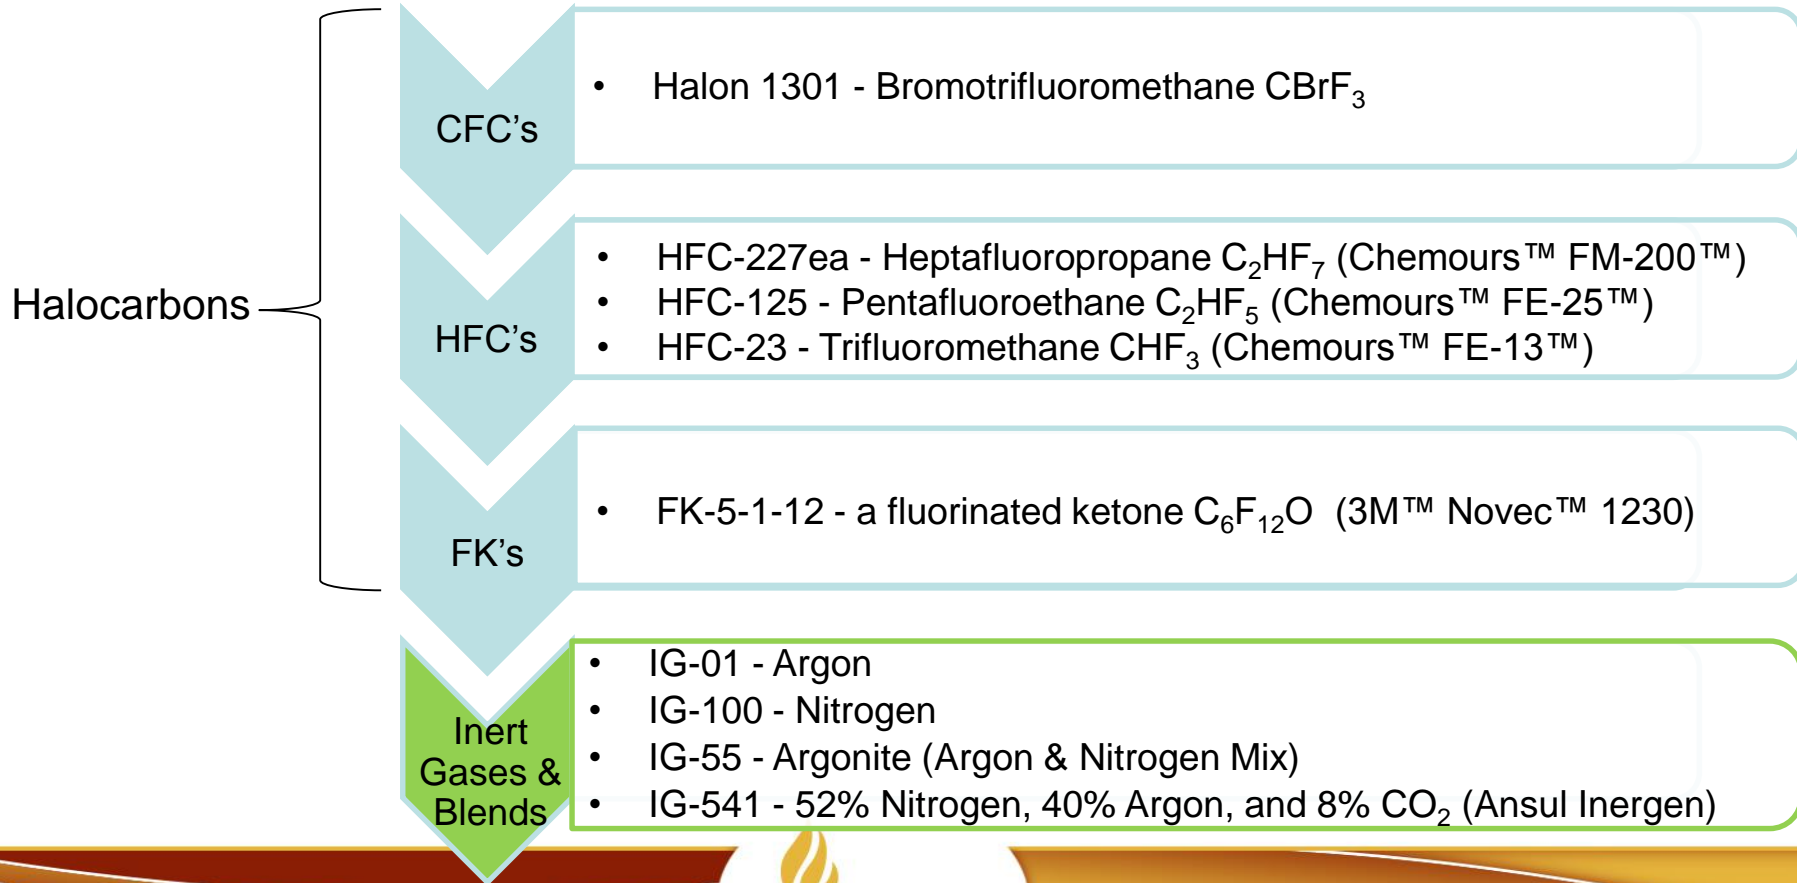 Halocarbons
CFC’s
• Halon 1301 - Bromotrifluoromethane CBrF₃
HFC’s
• HFC-227ea - Heptafluoropropane C₂HF₇ (Chemours™ FM-200™)
• HFC-125 - Pentafluoroethane C₂HF₅ (Chemours™ FE-25™)
• HFC-23 - Trifluoromethane CHF₃ (Chemours™ FE-13™)
FK’s
• FK-5-1-12 - a fluorinated ketone C₆F₁₂O (3M™ Novec™ 1230)
Inert
Gases &
Blends
• IG-01 - Argon
• IG-100 - Nitrogen
• IG-55 - Argonite (Argon & Nitrogen Mix)
• IG-541 - 52% Nitrogen, 40% Argon, and 8% CO₂ (Ansul Inergen)